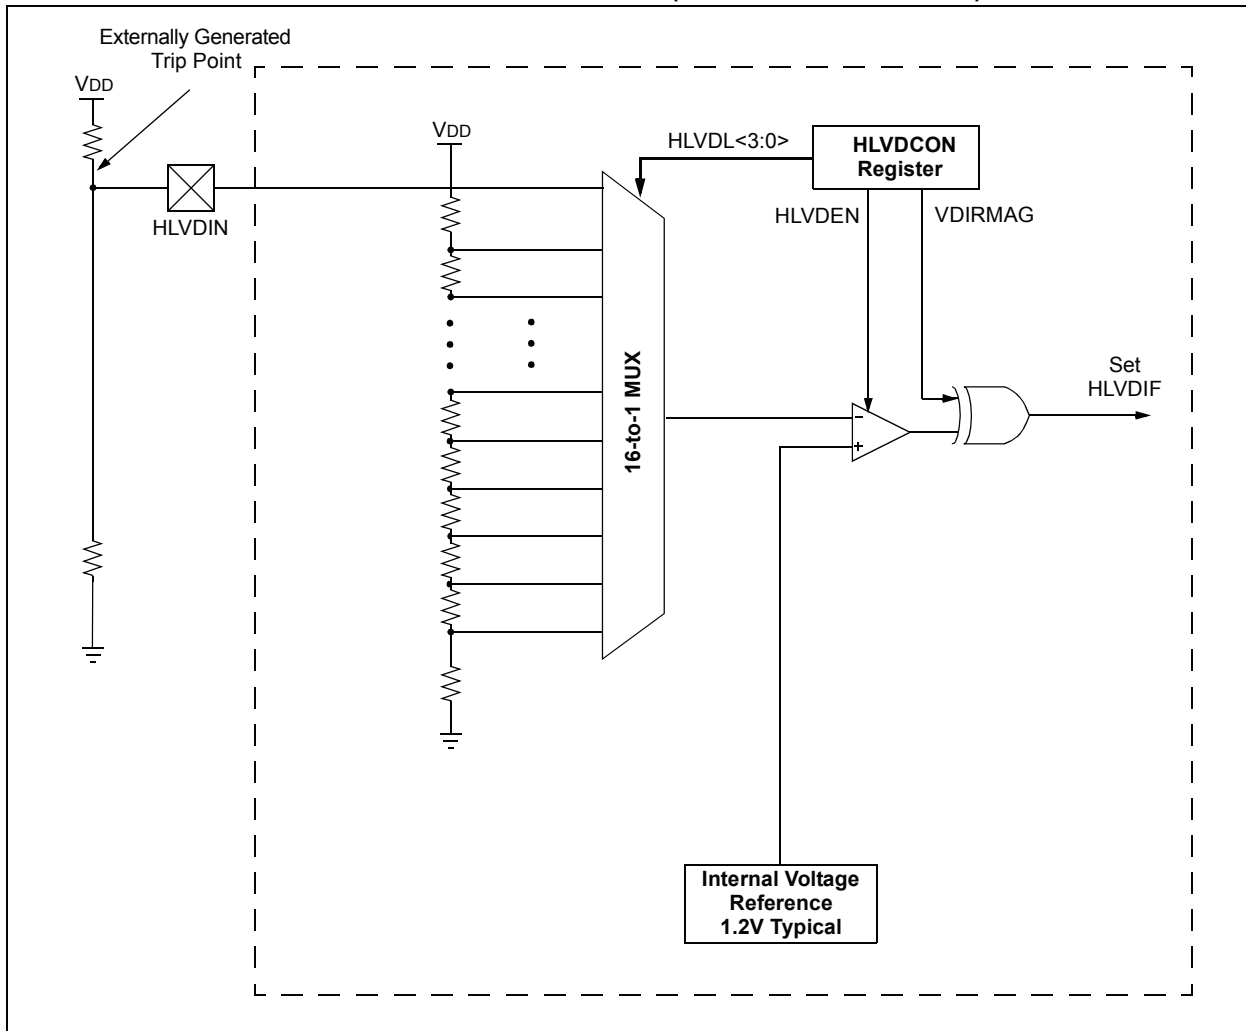 Externally Generated
Trip Point
VDD
VDD
HLVDL<3:0>
HLVDCON
Register
HLVDIN
HLVDEN
VDIRMAG
16-to-1 MUX
Set
HLVDIF
–
+
Internal Voltage
Reference
1.2V Typical